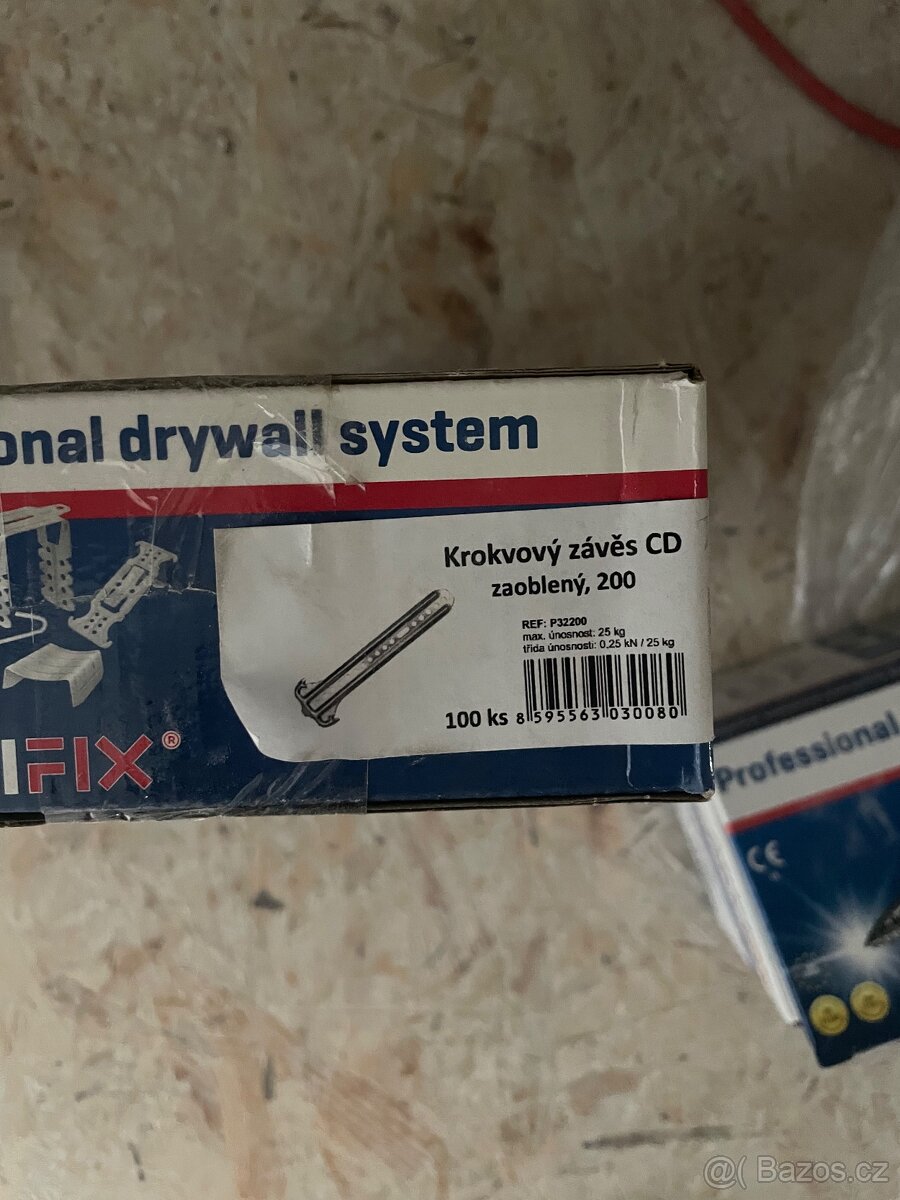 onal drywall system
Krokvový závěs CD
zaoblený, 200
REF: P32200
max. únosnost: 25 kg
třída únosnosti: 0,25 kN / 25 kg
100 ks 8 595563 030080
IFIX®
Professional
CE
@( Bazos.cz